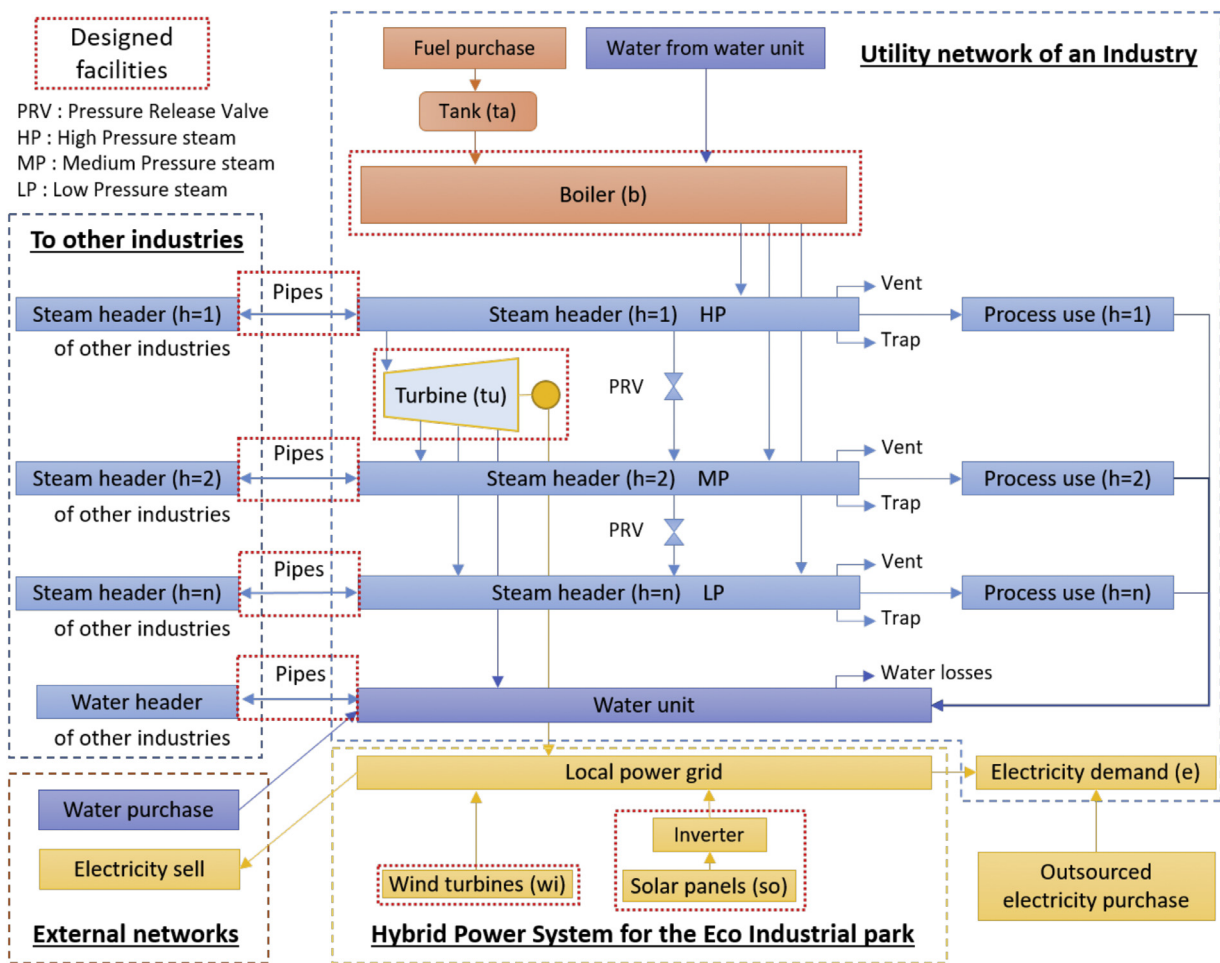 Designed
facilities
PRV : Pressure Release Valve
HP : High Pressure steam
MP : Medium Pressure steam
LP : Low Pressure steam
Fuel purchase
Water from water unit
Utility network of an Industry
Tank (ta)
Boiler (b)
To other industries
Pipes
Steam header (h=1)
of other industries
Steam header (h=1) HP
Vent
Trap
Process use (h=1)
Turbine (tu)
PRV
Pipes
Steam header (h=2)
of other industries
Steam header (h=2) MP
Vent
Trap
Process use (h=2)
PRV
Pipes
Steam header (h=n)
of other industries
Steam header (h=n) LP
Vent
Trap
Process use (h=n)
Pipes
Water header
of other industries
Water unit
Water losses
Local power grid
Electricity demand (e)
Water purchase
Electricity sell
Inverter
Wind turbines (wi)
Solar panels (so)
Outsourced
electricity purchase
External networks
Hybrid Power System for the Eco Industrial park